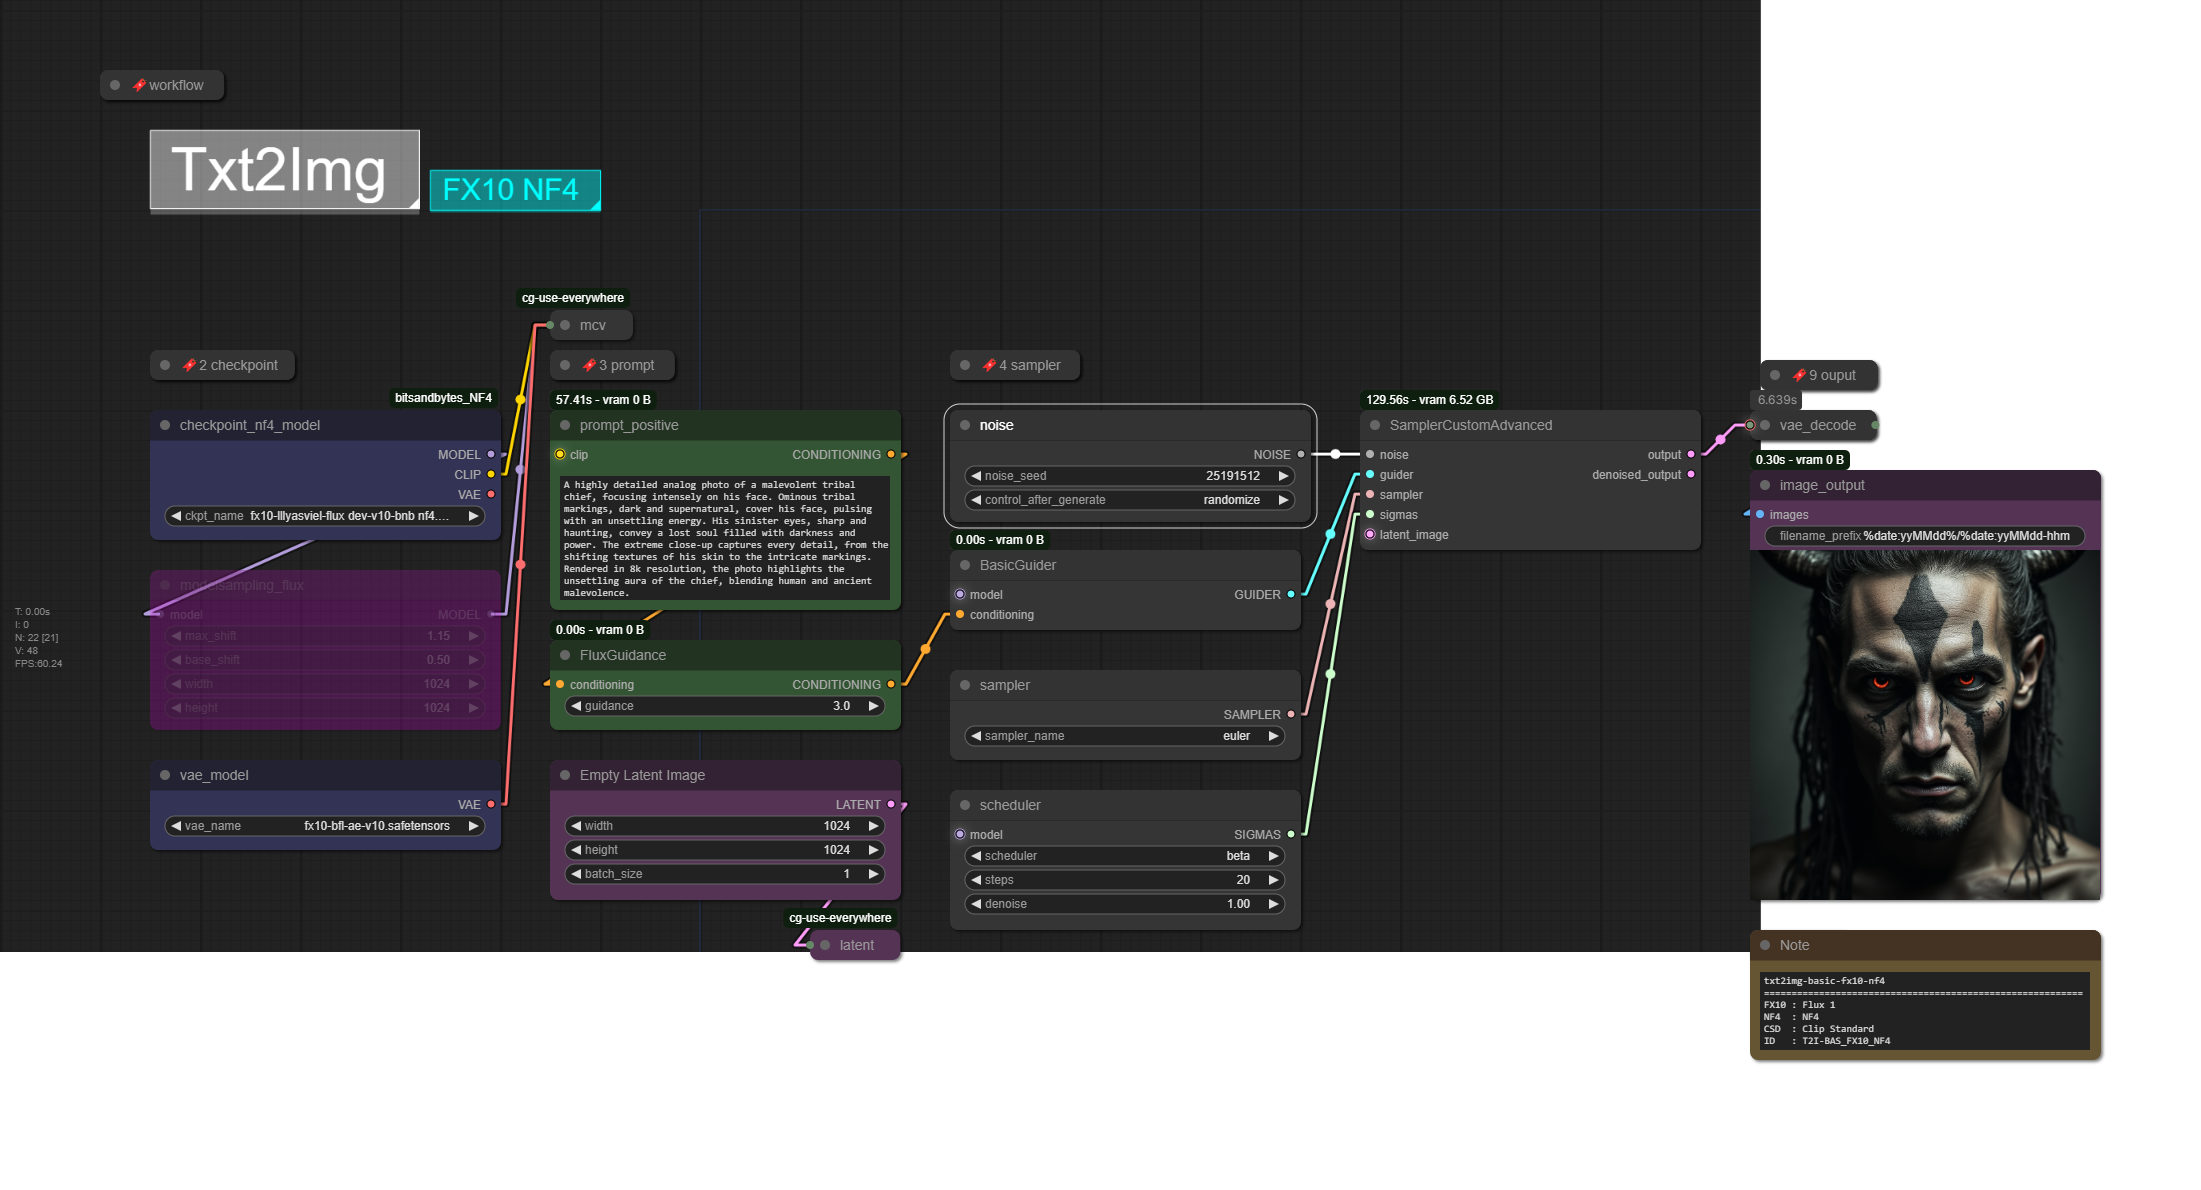 workflow
Txt2Img
FX10 NF4
cg-use-everywhere
mcv
2 checkpoint
3 prompt
4 sampler
9 ouput
bitsandbytes_NF4
checkpoint_nf4_model
MODEL
CLIP
VAE
ckpt_name fx10-lllyasviel-flux dev-v10-bnb nf4....
modelsampling_flux
model MODEL
max_shift 1.15
base_shift 0.50
width 1024
height 1024
T: 0.00s
I: 0
N: 22 [21]
V: 48
FPS:60.24
vae_model
VAE
vae_name fx10-bfl-ae-v10.safetensors
57.41s - vram 0 B
prompt_positive
clip CONDITIONING
A highly detailed analog photo of a malevolent tribal
chief, focusing intensely on his face. Ominous tribal
markings, dark and supernatural, cover his face, pulsing
with an unsettling energy. His sinister eyes, sharp and
haunting, convey a lost soul filled with darkness and
power. The extreme close-up captures every detail, from the
shifting textures of his skin to the intricate markings.
Rendered in 8k resolution, the photo highlights the
unsettling aura of the chief, blending human and ancient
malevolence.
0.00s - vram 0 B
FluxGuidance
conditioning CONDITIONING
guidance 3.0
Empty Latent Image
LATENT
width 1024
height 1024
batch_size 1
cg-use-everywhere
latent
noise
NOISE
noise_seed 25191512
control_after_generate randomize
0.00s - vram 0 B
BasicGuider
model GUIDER
conditioning
sampler
SAMPLER
sampler_name euler
scheduler
model SIGMAS
scheduler beta
steps 20
denoise 1.00
129.56s - vram 6.52 GB
SamplerCustomAdvanced
noise output
guider denoised_output
sampler
sigmas
latent_image
6.639s
vae_decode
0.30s - vram 0 B
image_output
images
filename_prefix %date:yyMMdd%/%date:yyMMdd-hhm
Note
txt2img-basic-fx10-nf4
======================================================
FX10 : Flux 1
NF4 : NF4
CSD : Clip Standard
ID : T2I-BAS_FX10_NF4